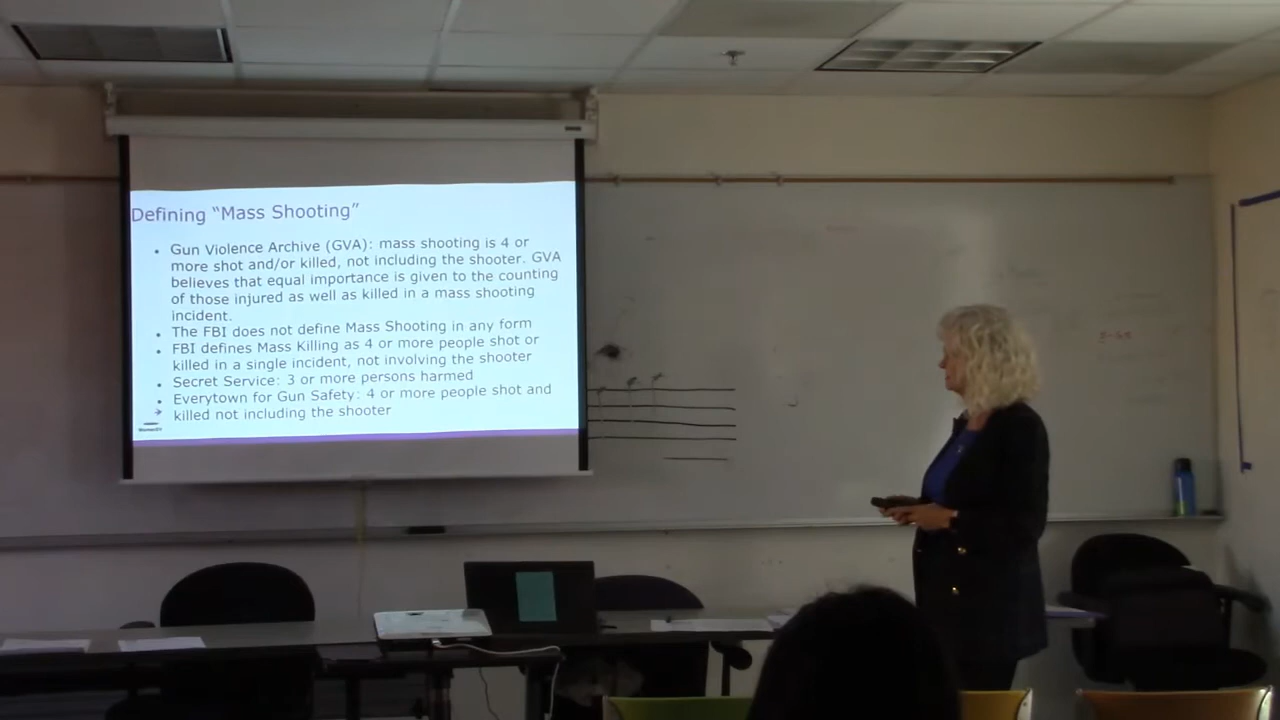 Defining “Mass Shooting”
• Gun Violence Archive (GVA): mass shooting is 4 or
more shot and/or killed, not including the shooter. GVA
believes that equal importance is given to the counting
of those injured as well as killed in a mass shooting
incident.
• The FBI does not define Mass Shooting in any form
• FBI defines Mass Killing as 4 or more people shot or
killed in a single incident, not involving the shooter
• Secret Service: 3 or more persons harmed
• Everytown for Gun Safety: 4 or more people shot and
killed not including the shooter